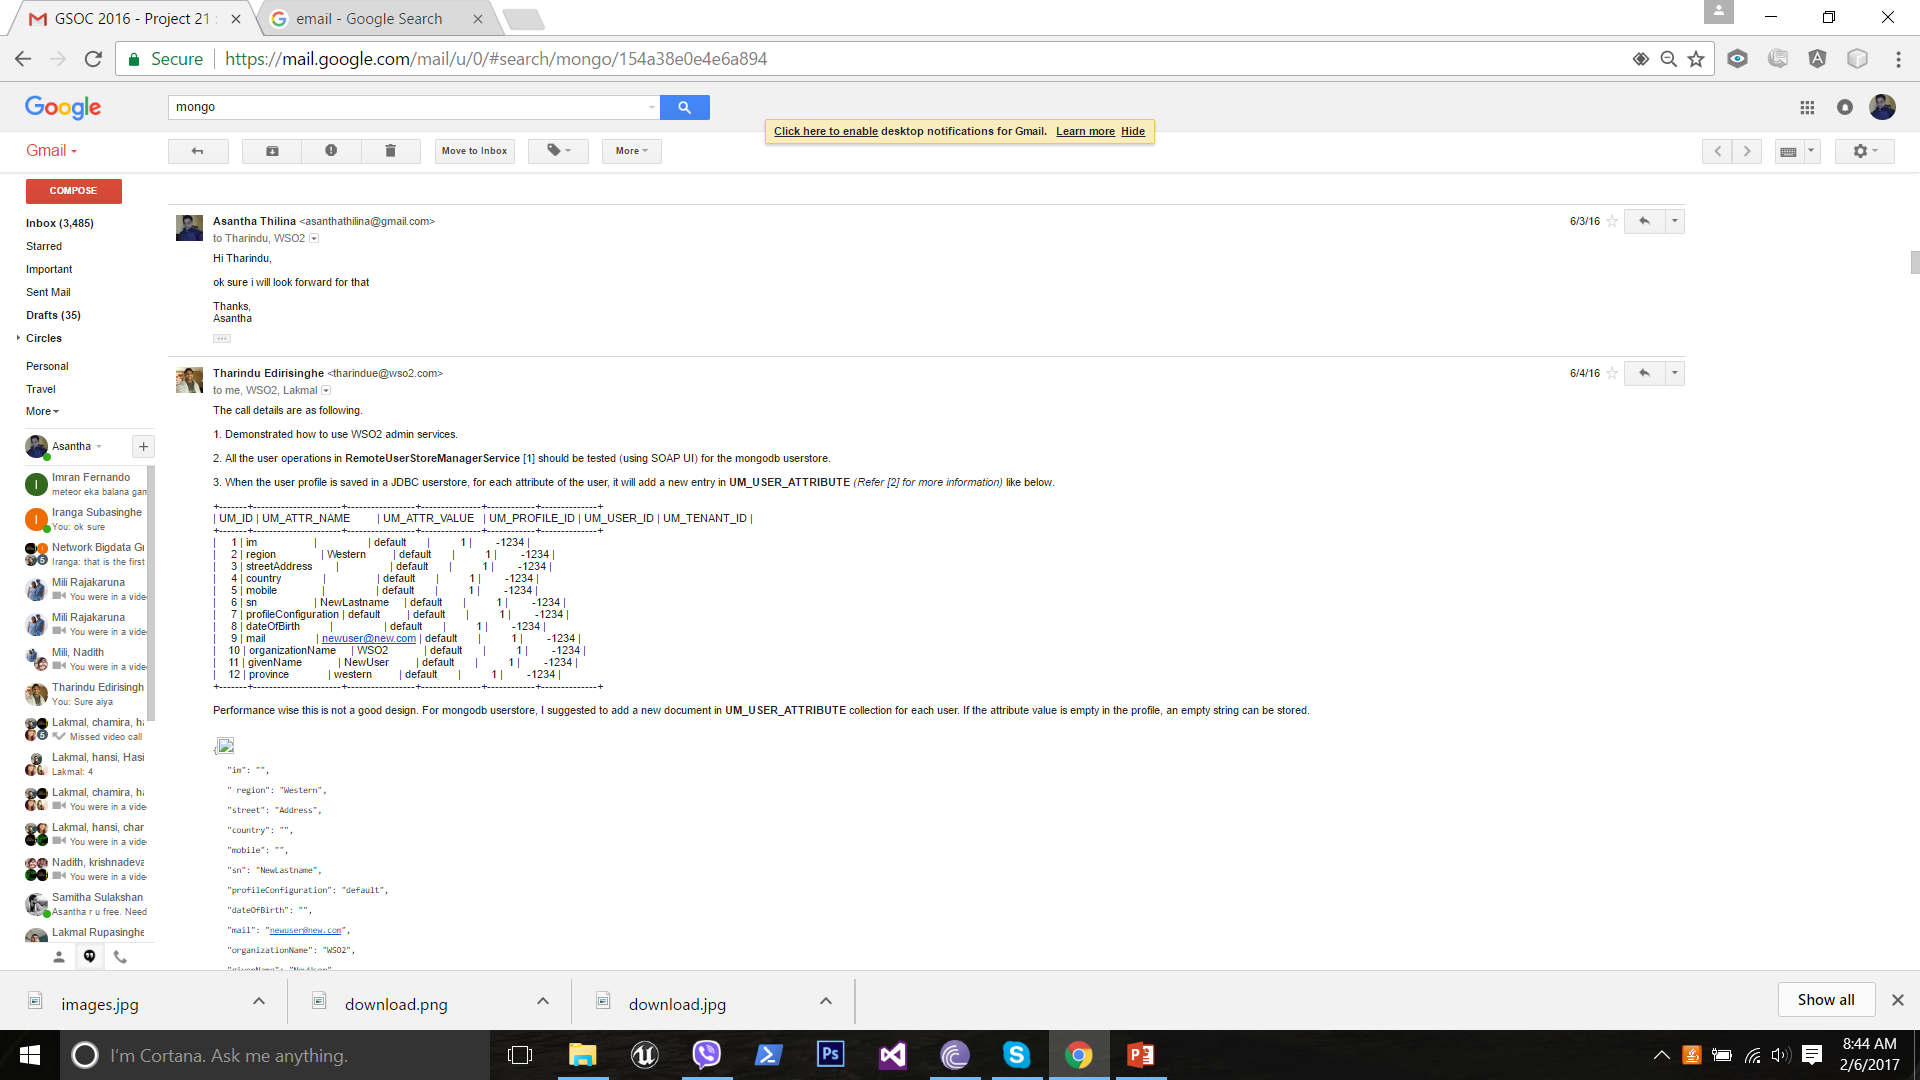 GSOC 2016 - Project 21
email - Google Search
Secure
https://mail.google.com/mail/u/0/#search/mongo/154a38e0e4e6a894
Google
mongo
Click here to enable desktop notifications for Gmail. Learn more Hide
Gmail
Move to Inbox
More
COMPOSE
Inbox (3,485)
Starred
Important
Sent Mail
Drafts (35)
Circles
Personal
Travel
More
Asantha
Imran Fernando
meteor eka balana gam
Iranga Subasinghe
You: ok sure
Network Bigdata Gr
Iranga: that is the first
Mili Rajakaruna
You were in a vide
Mili Rajakaruna
You were in a vide
Mili, Nadith
You were in a vide
Tharindu Edirisingh
You: Sure aiya
Lakmal, chamira, ha
Missed video call
Lakmal, hansi, Hasi
Lakmal: 4
Lakmal, chamira, ha
You were in a vide
Lakmal, hansi, char
You were in a vide
Nadith, krishnadeva
You were in a vide
Samitha Sulakshan
Asantha r u free. Need
Lakmal Rupasinghe
Asantha Thilina <asanthathilina@gmail.com>
6/3/16
to Tharindu, WSO2
Hi Tharindu,
ok sure i will look forward for that
Thanks,
Asantha
Tharindu Edirisinghe <tharindue@wso2.com>
6/4/16
to me, WSO2, Lakmal
The call details are as following.
1. Demonstrated how to use WSO2 admin services.
2. All the user operations in RemoteUserStoreManagerService [1] should be tested (using SOAP UI) for the mongodb userstore.
3. When the user profile is saved in a JDBC userstore, for each attribute of the user, it will add a new entry in UM_USER_ATTRIBUTE (Refer [2] for more information) like below.
+-------+----------------------+-----------------+---------------+------------+--------------+
| UM_ID | UM_ATTR_NAME | UM_ATTR_VALUE | UM_PROFILE_ID | UM_USER_ID | UM_TENANT_ID |
+-------+----------------------+-----------------+---------------+------------+--------------+
| 1 | im | | default | 1 | -1234 |
| 2 | region | Western | default | 1 | -1234 |
| 3 | streetAddress | | default | 1 | -1234 |
| 4 | country | | default | 1 | -1234 |
| 5 | mobile | | default | 1 | -1234 |
| 6 | sn | NewLastname | default | 1 | -1234 |
| 7 | profileConfiguration | default | default | 1 | -1234 |
| 8 | dateOfBirth | | default | 1 | -1234 |
| 9 | mail | newuser@new.com | default | 1 | -1234 |
| 10 | organizationName | WSO2 | default | 1 | -1234 |
| 11 | givenName | NewUser | default | 1 | -1234 |
| 12 | province | western | default | 1 | -1234 |
+-------+----------------------+-----------------+---------------+------------+--------------+
Performance wise this is not a good design. For mongodb userstore, I suggested to add a new document in UM_USER_ATTRIBUTE collection for each user. If the attribute value is empty in the profile, an empty string can be stored.
{
"im": "",
" region": "Western",
"street": "Address",
"country": "",
"mobile": "",
"sn": "NewLastname",
"profileConfiguration": "default",
"dateOfBirth": "",
"mail": "newuser@new.com",
"organizationName": "WSO2",
"givenName": "NewUser"
images.jpg
download.png
download.jpg
Show all
I'm Cortana. Ask me anything.
8:44 AM
2/6/2017